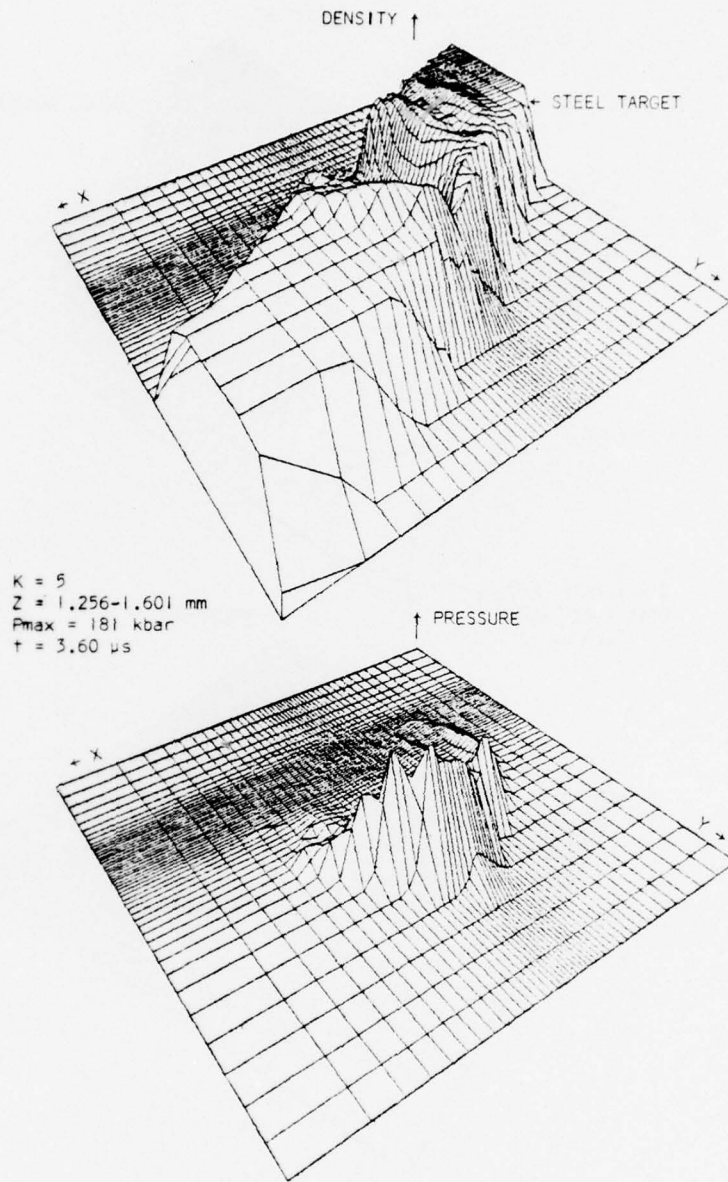 DENSITY ↑
← STEEL TARGET
← X
Y →
K = 5
Z = 1.256-1.601 mm
Pmax = 181 kbar
t = 3.60 µs
↑ PRESSURE
← X
Y →